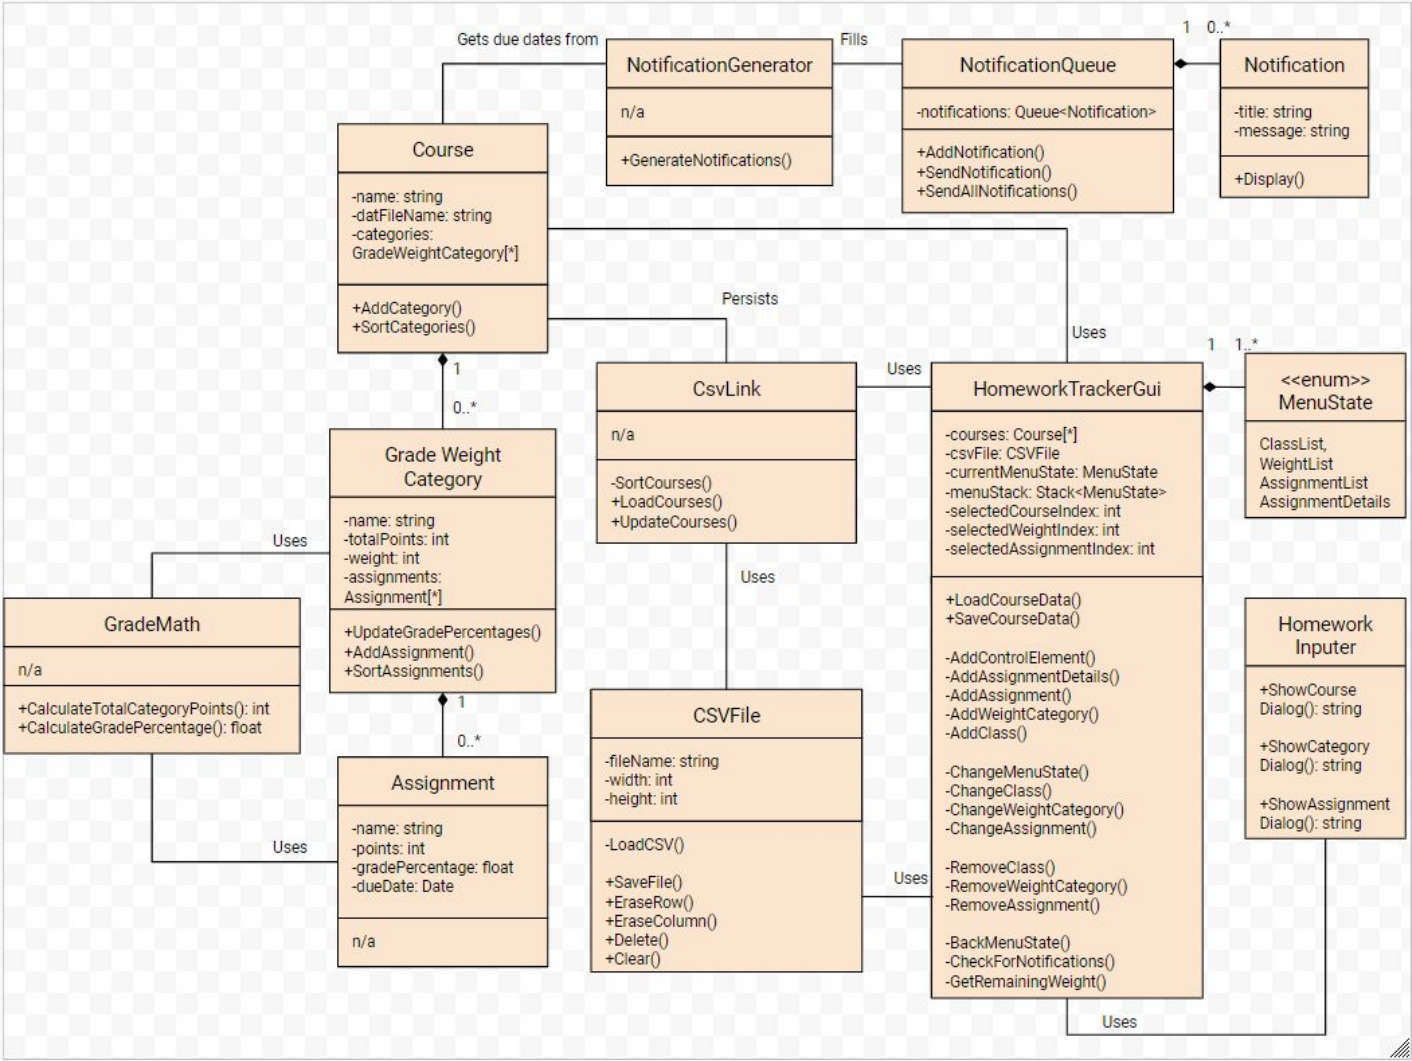 Gets due dates from
NotificationGenerator
n/a
+GenerateNotifications()
Fills
NotificationQueue
-notifications: Queue<Notification>
+AddNotification()
+SendNotification()
+SendAllNotifications()
1 0..*
Notification
-title: string
-message: string
+Display()
Course
-name: string
-datFileName: string
-categories:
GradeWeightCategory[*]
+AddCategory()
+SortCategories()
Persists
Uses
1
0..*
Grade Weight
Category
-name: string
-totalPoints: int
-weight: int
-assignments:
Assignment[*]
+UpdateGradePercentages()
+AddAssignment()
+SortAssignments()
Uses
GradeMath
n/a
+CalculateTotalCategoryPoints(): int
+CalculateGradePercentage(): float
Uses
1
0..*
Assignment
-name: string
-points: int
-gradePercentage: float
-dueDate: Date
n/a
CsvLink
n/a
-SortCourses()
+LoadCourses()
+UpdateCourses()
Uses
Uses
CSVFile
-fileName: string
-width: int
-height: int
-LoadCSV()
+SaveFile()
+EraseRow()
+EraseColumn()
+Delete()
+Clear()
Uses
HomeworkTrackerGui
-courses: Course[*]
-csvFile: CSVFile
-currentMenuState: MenuState
-menuStack: Stack<MenuState>
-selectedCourseIndex: int
-selectedWeightIndex: int
-selectedAssignmentIndex: int
+LoadCourseData()
+SaveCourseData()
-AddControlElement()
-AddAssignmentDetails()
-AddAssignment()
-AddWeightCategory()
-AddClass()
-ChangeMenuState()
-ChangeClass()
-ChangeWeightCategory()
-ChangeAssignment()
-RemoveClass()
-RemoveWeightCategory()
-RemoveAssignment()
-BackMenuState()
-CheckForNotifications()
-GetRemainingWeight()
1 1..*
<<enum>>
MenuState
ClassList,
WeightList
AssignmentList
AssignmentDetails
Homework
Inputer
+ShowCourse
Dialog(): string
+ShowCategory
Dialog(): string
+ShowAssignment
Dialog(): string
Uses